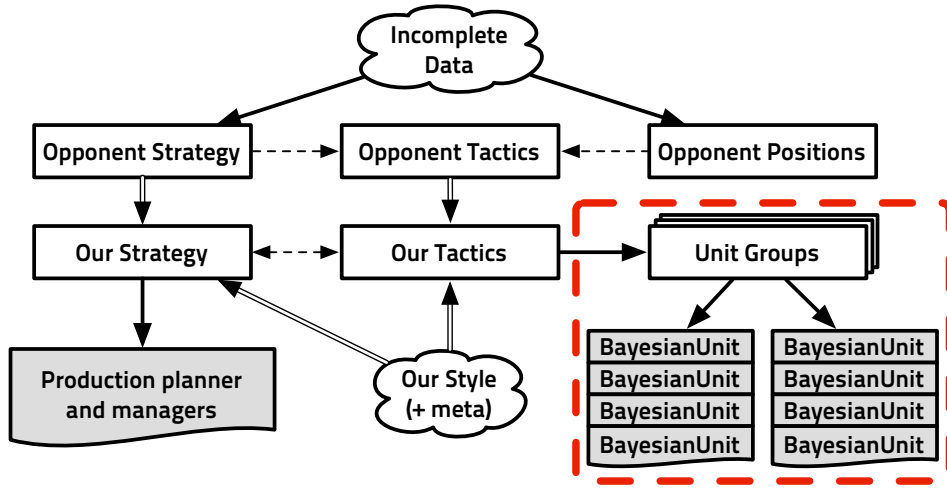 Incomplete
Data
Opponent Strategy
Opponent Tactics
Opponent Positions
Our Strategy
Our Tactics
Unit Groups
Production planner
and managers
Our Style
(+ meta)
BayesianUnit
BayesianUnit
BayesianUnit
BayesianUnit
BayesianUnit
BayesianUnit
BayesianUnit
BayesianUnit